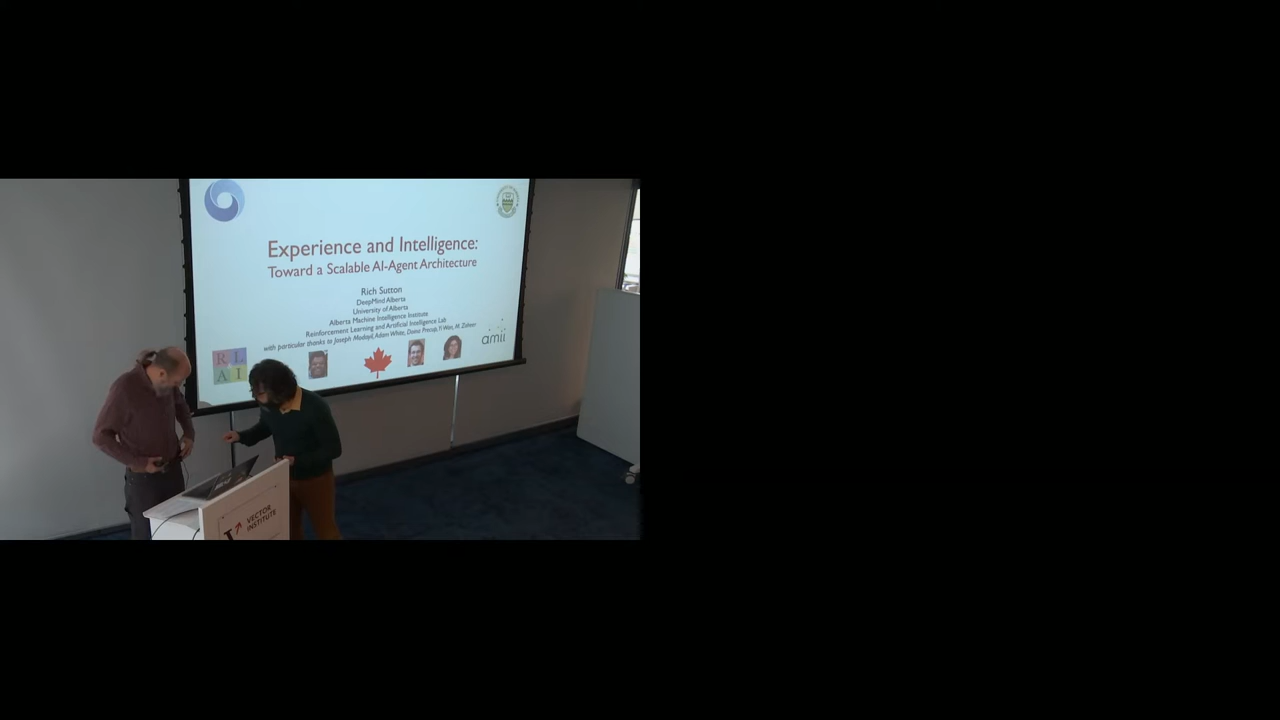 Experience and Intelligence:
Toward a Scalable AI-Agent Architecture
Rich Sutton
DeepMind Alberta
University of Alberta
Alberta Machine Intelligence Institute
Reinforcement Learning and Artificial Intelligence Lab
with particular thanks to Joseph Modayil, Adam White, Doina Precup, Yi Wan, M. Zaheer
amii
RL
AI
VECTOR
INSTITUTE